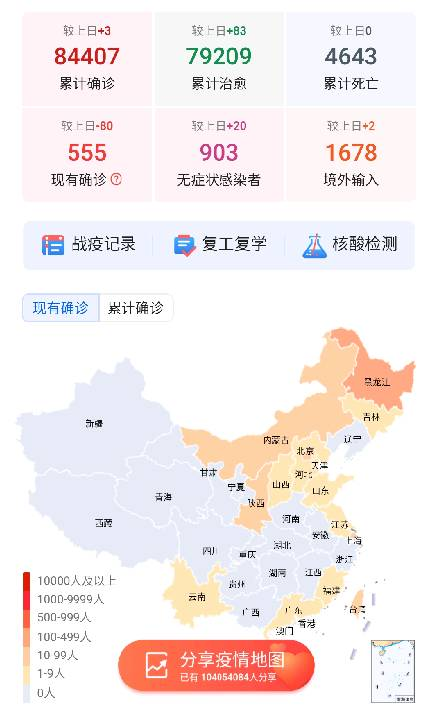 较上日+3
较上日+83
较上日0
84407
79209
4643
累计确诊
累计治愈
累计死亡
较上日-80
较上日+20
较上日+2
555
903
1678
现有确诊
无症状感染者
境外输入
战疫记录
复工复学
核酸检测
现有确诊
累计确诊
黑龙江
吉林
新疆
辽宁
内蒙古
北京
天津
甘肃
宁夏
河北
山西
山东
青海
陕西
河南
江苏
西藏
安徽
上海
四川
湖北
重庆
浙江
湖南
江西
贵州
福建
云南
台湾
广西
广东
香港
澳门
10000人及以上
1000-9999人
500-999人
100-499人
10-99人
1-9人
0人
分享疫情地图
已有 104054084人分享